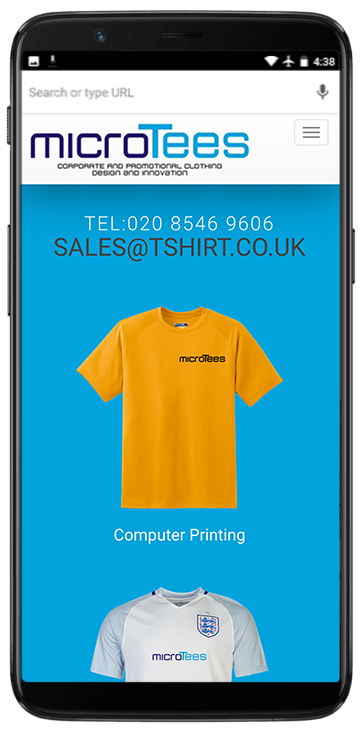 4:38
Search or type URL
microTees
CORPORATE AND PROMOTIONAL CLOTHING
DESIGN AND INNOVATION
TEL:020 8546 9606
SALES@TSHIRT.CO.UK
microTees
Computer Printing
microTees